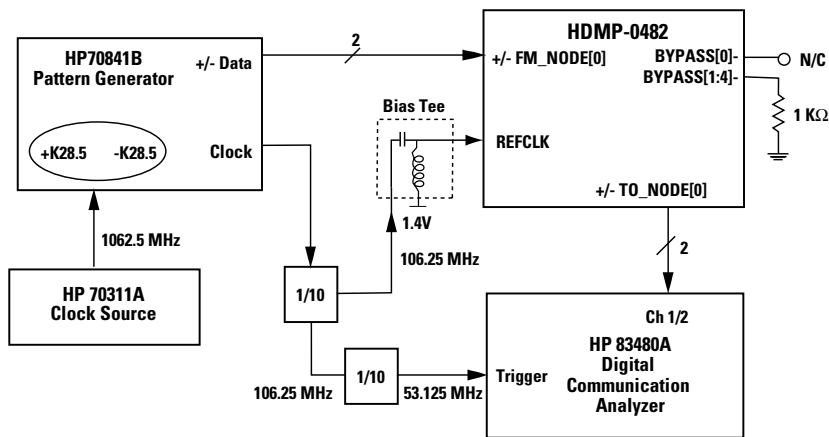 HP70841B
Pattern Generator
+/- Data
+K28.5
-K28.5
Clock
1062.5 MHz
HP 70311A
Clock Source
2
Bias Tee
1.4V
106.25 MHz
1/10
106.25 MHz
1/10
53.125 MHz
HDMP-0482
+/- FM_NODE[0]
BYPASS[0]-
N/C
BYPASS[1:4]-
1 KΩ
REFCLK
+/- TO_NODE[0]
2
Ch 1/2
HP 83480A
Digital
Communication
Analyzer
Trigger